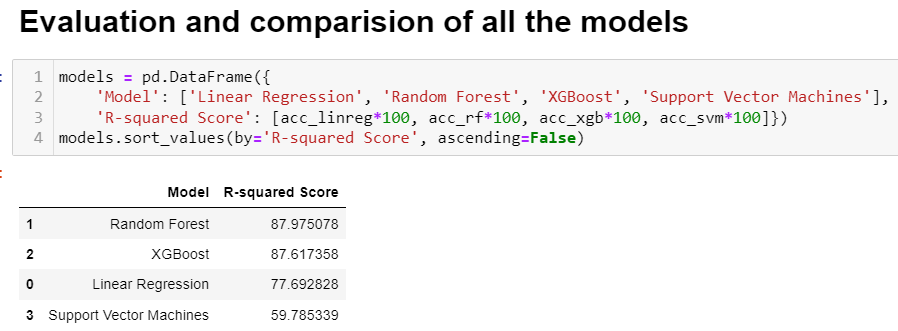 Evaluation and comparision of all the models
1 models = pd.DataFrame({
2 'Model': ['Linear Regression', 'Random Forest', 'XGBoost', 'Support Vector Machines'],
3 'R-squared Score': [acc_linreg*100, acc_rf*100, acc_xgb*100, acc_svm*100]})
4 models.sort_values(by='R-squared Score', ascending=False)
Model R-squared Score
1 Random Forest 87.975078
2 XGBoost 87.617358
0 Linear Regression 77.692828
3 Support Vector Machines 59.785339